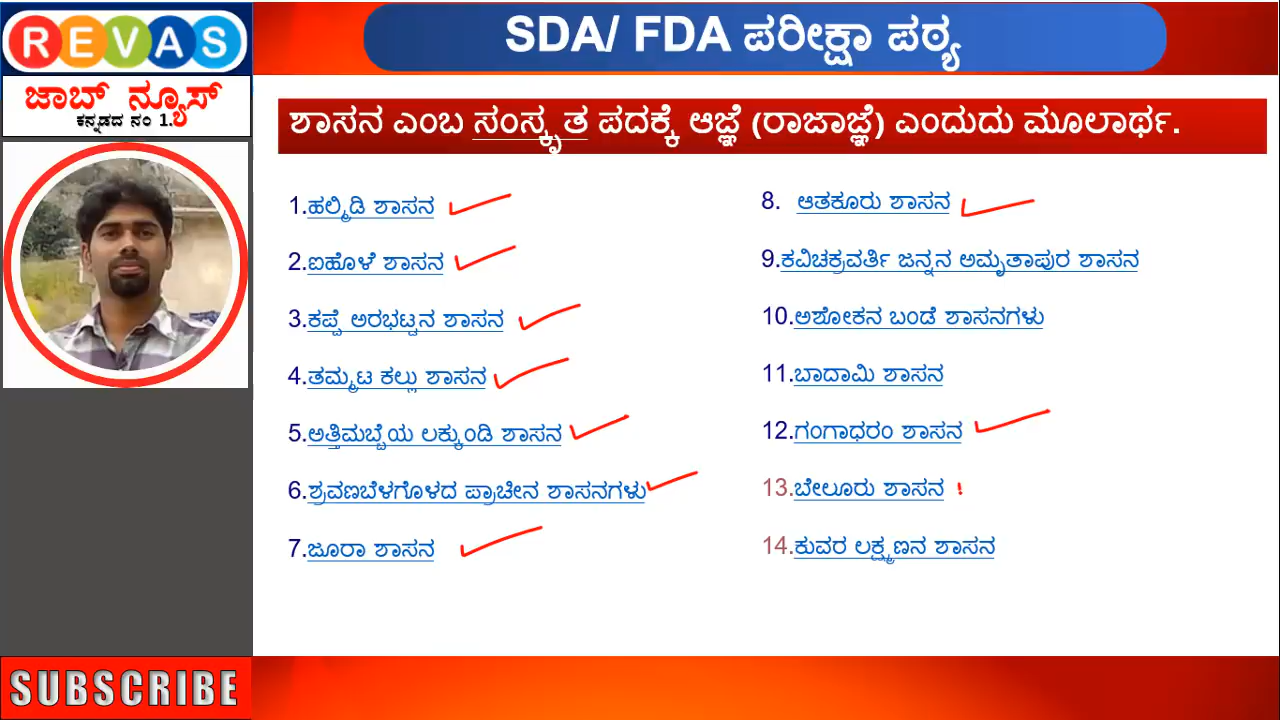 REVAS
ಜಾಬ್ ನ್ಯೂಸ್
ಕನ್ನಡದ ನಂ 1.
SDA/ FDA ಪರೀಕ್ಷಾ ಪಠ್ಯ
ಶಾಸನ ಎಂಬ ಸಂಸ್ಕೃತ ಪದಕ್ಕೆ ಆಜ್ಞೆ (ರಾಜಾಜ್ಞೆ) ಎಂದುದು ಮೂಲಾರ್ಥ.
1.ಹಲ್ಮಿಡಿ ಶಾಸನ
2.ಐಹೊಳೆ ಶಾಸನ
3.ಕಪ್ಪೆ ಅರಭಟ್ಟನ ಶಾಸನ
4.ತಮ್ಮಟ ಕಲ್ಲು ಶಾಸನ
5.ಅತ್ತಿಮಬ್ಬೆಯ ಲಕ್ಕುಂಡಿ ಶಾಸನ
6.ಶ್ರವಣಬೆಳಗೊಳದ ಪ್ರಾಚೀನ ಶಾಸನಗಳು
7.ಜೂರಾ ಶಾಸನ
8. ಆತಕೂರು ಶಾಸನ
9.ಕವಿಚಕ್ರವರ್ತಿ ಜನ್ನನ ಅಮೃತಾಪುರ ಶಾಸನ
10.ಅಶೋಕನ ಬಂಡೆ ಶಾಸನಗಳು
11.ಬಾದಾಮಿ ಶಾಸನ
12.ಗಂಗಾಧರಂ ಶಾಸನ
13.ಬೇಲೂರು ಶಾಸನ
14.ಕುವರ ಲಕ್ಷ್ಮಣನ ಶಾಸನ
SUBSCRIBE